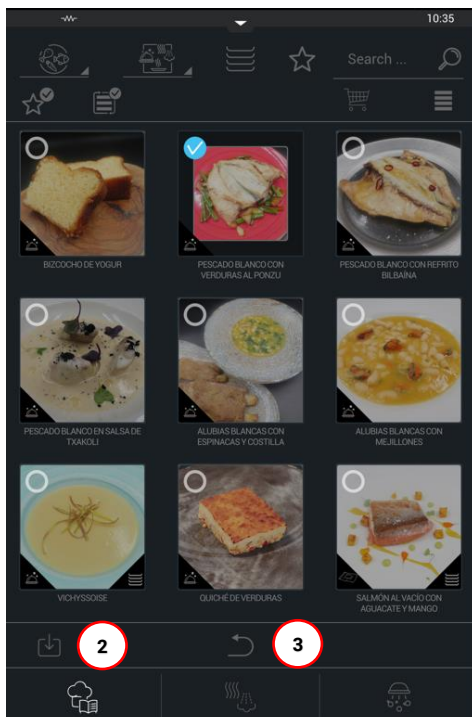 10:35
Search ...
BIZCOCHO DE YOGUR
PESCADO BLANCO CON
VERDURAS AL PONZU
PESCADO BLANCO CON REFRITO
BILBAÍNA
PESCADO BLANCO EN SALSA DE
TXAKOLI
ALUBIAS BLANCAS CON
ESPINACAS Y COSTILLA
ALUBIAS BLANCAS CON
MEJILLONES
VICHYSSOISE
QUICHÉ DE VERDURAS
SALMÓN AL VACÍO CON
AGUACATE Y MANGO
2
3